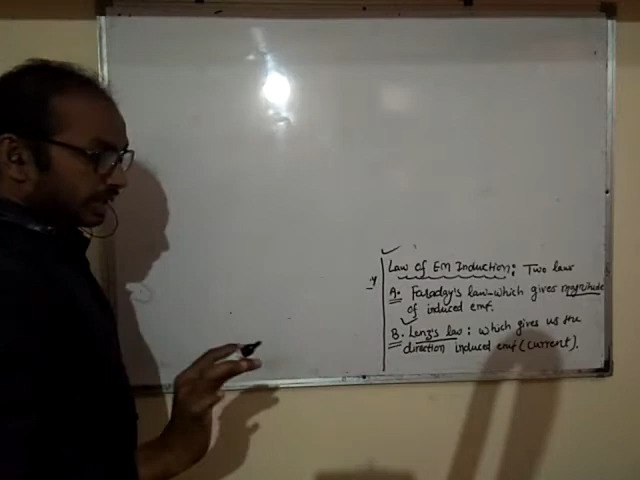 Law of EM Induction: Two laws
A. Faraday's law - which gives magnitude
of induced emf.
B. Lenz's law: which gives us the
direction induced emf (current).